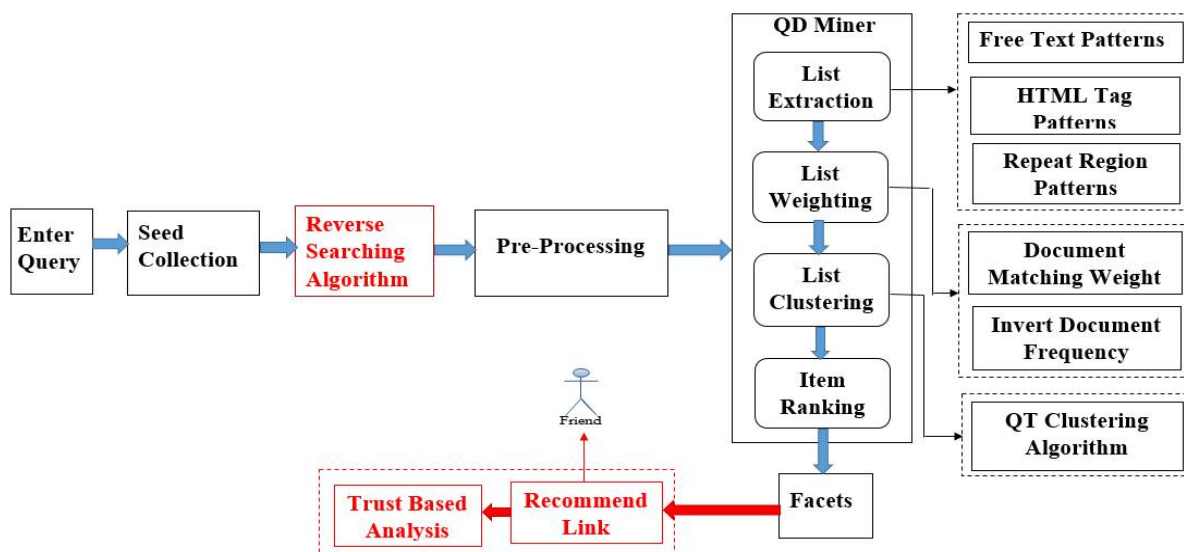 QD Miner
Free Text Patterns
List
Extraction
HTML Tag
Patterns
Repeat Region
Patterns
List
Weighting
Enter
Query
Seed
Collection
Reverse
Searching
Algorithm
Pre-Processing
Document
Matching Weight
List
Clustering
Invert Document
Frequency
Item
Ranking
QT Clustering
Algorithm
Friend
Trust Based
Analysis
Recommend
Link
Facets